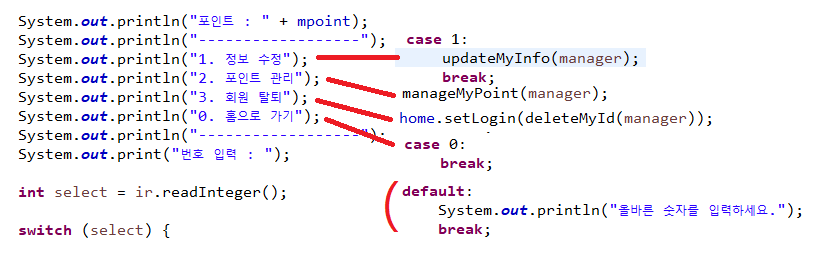 System.out.println("포인트 : " + mpoint);
System.out.println("------------------");
System.out.println("1. 정보 수정");
System.out.println("2. 포인트 관리");
System.out.println("3. 회원 탈퇴");
System.out.println("0. 홈으로 가기");
System.out.println("------------------");
System.out.print("번호 입력 : ");
int select = ir.readInteger();
switch (select) {
case 1:
updateMyInfo(manager);
break;
manageMyPoint(manager);
home.setLogin(deleteMyId(manager));
case 0:
break;
default:
System.out.println("올바른 숫자를 입력하세요.");
break;